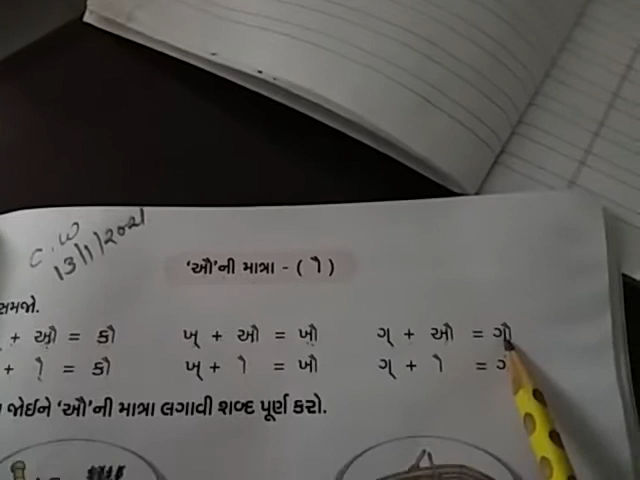 C.W
13/1/2021
'ઔ'ની માત્રા - ( ૌ )
સમજો.
+ ઔ = કૌ ખ્ + ઔ = ખૌ ગ્ + ઔ = ગૌ
+ ૌ = કૌ ખ્ + ૌ = ખૌ ગ્ + ૌ =
જોઈને 'ઔ'ની માત્રા લગાવી શબ્દ પૂર્ણ કરો.